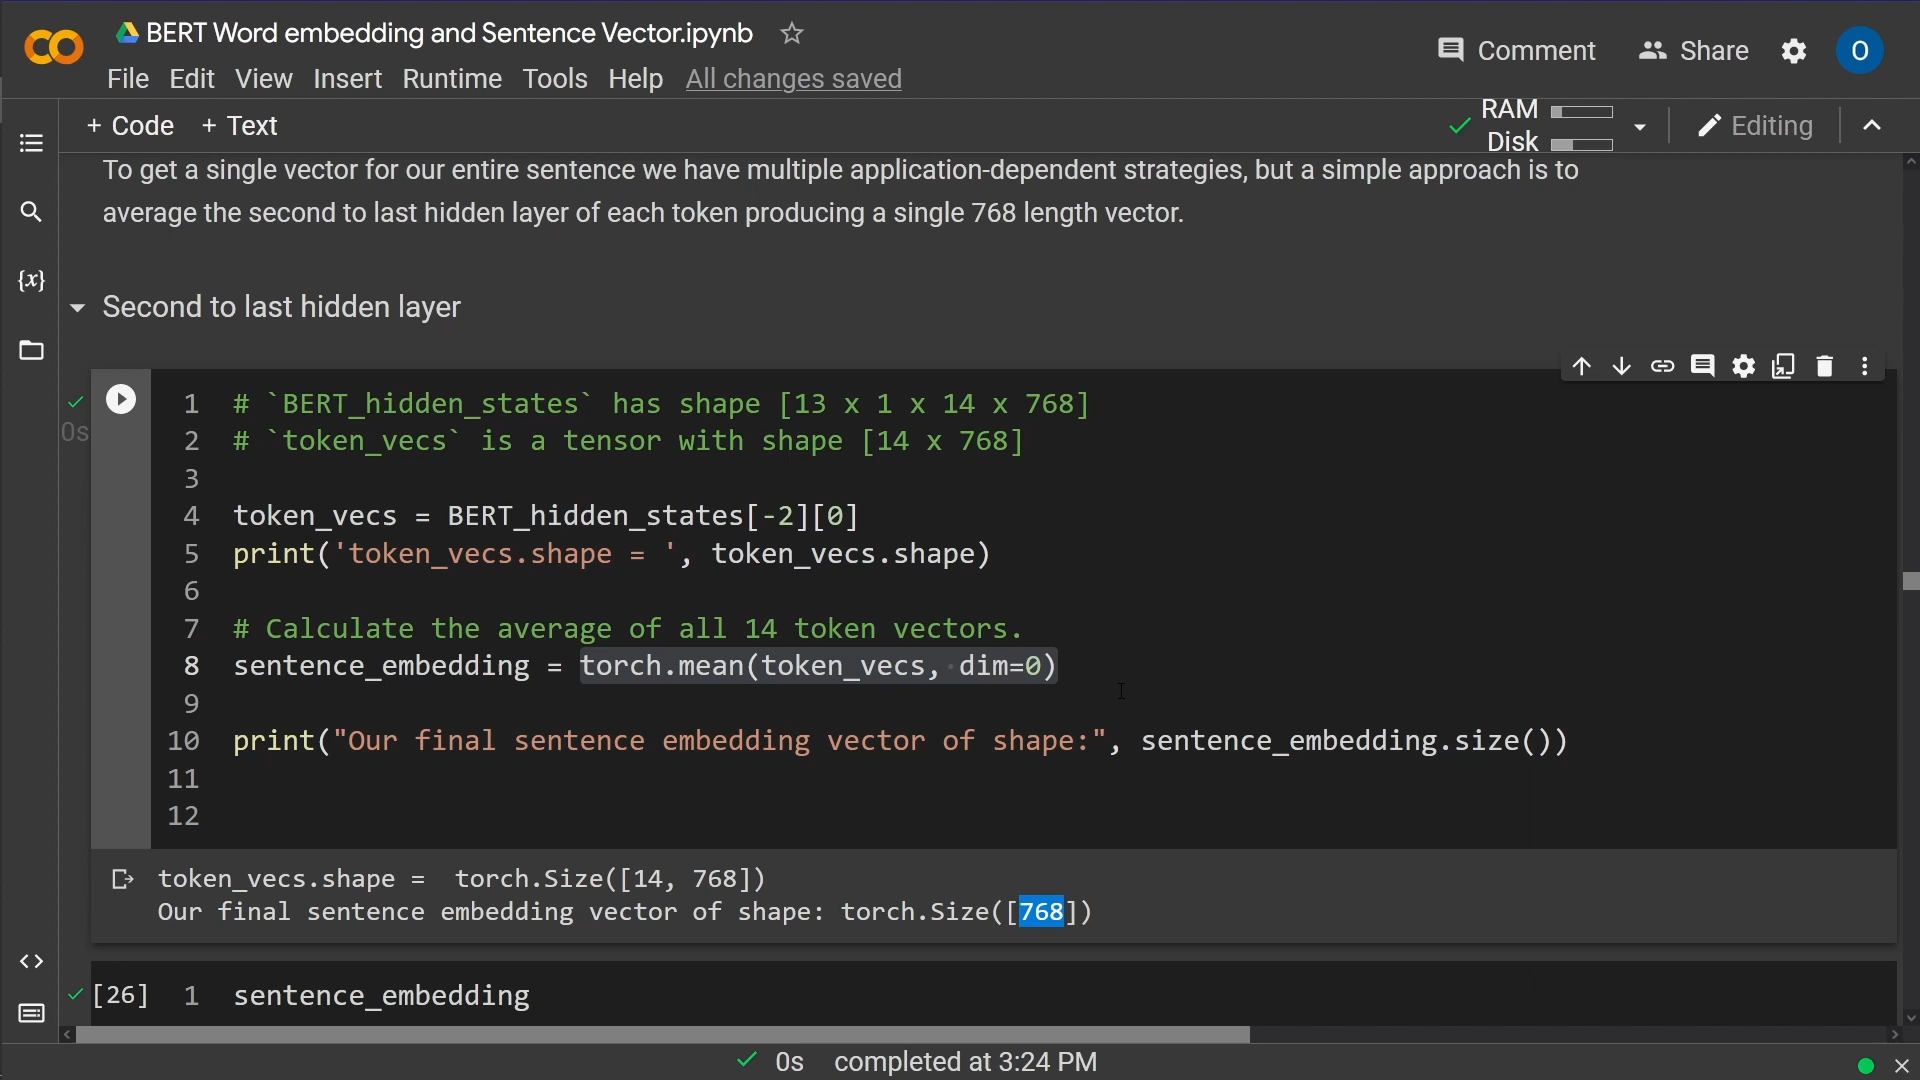 BERT Word embedding and Sentence Vector.ipynb
Comment Share O
File Edit View Insert Runtime Tools Help All changes saved
+ Code + Text
RAM
Disk
Editing
To get a single vector for our entire sentence we have multiple application-dependent strategies, but a simple approach is to
average the second to last hidden layer of each token producing a single 768 length vector.
{x}
Second to last hidden layer
0s
1 # `BERT_hidden_states` has shape [13 x 1 x 14 x 768]
2 # `token_vecs` is a tensor with shape [14 x 768]
3
4 token_vecs = BERT_hidden_states[-2][0]
5 print('token_vecs.shape = ', token_vecs.shape)
6
7 # Calculate the average of all 14 token vectors.
8 sentence_embedding = torch.mean(token_vecs, dim=0)
9
10 print("Our final sentence embedding vector of shape:", sentence_embedding.size())
11
12
token_vecs.shape =  torch.Size([14, 768])
Our final sentence embedding vector of shape: torch.Size([768])
[26] 1 sentence_embedding
0s completed at 3:24 PM